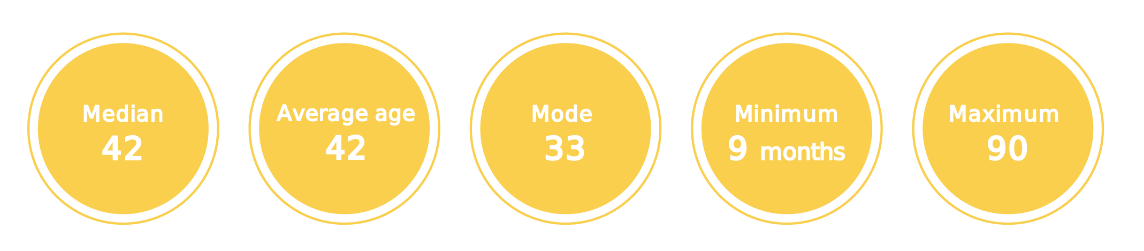 Median
42
Average age
42
Mode
33
Minimum
9 months
Maximum
90